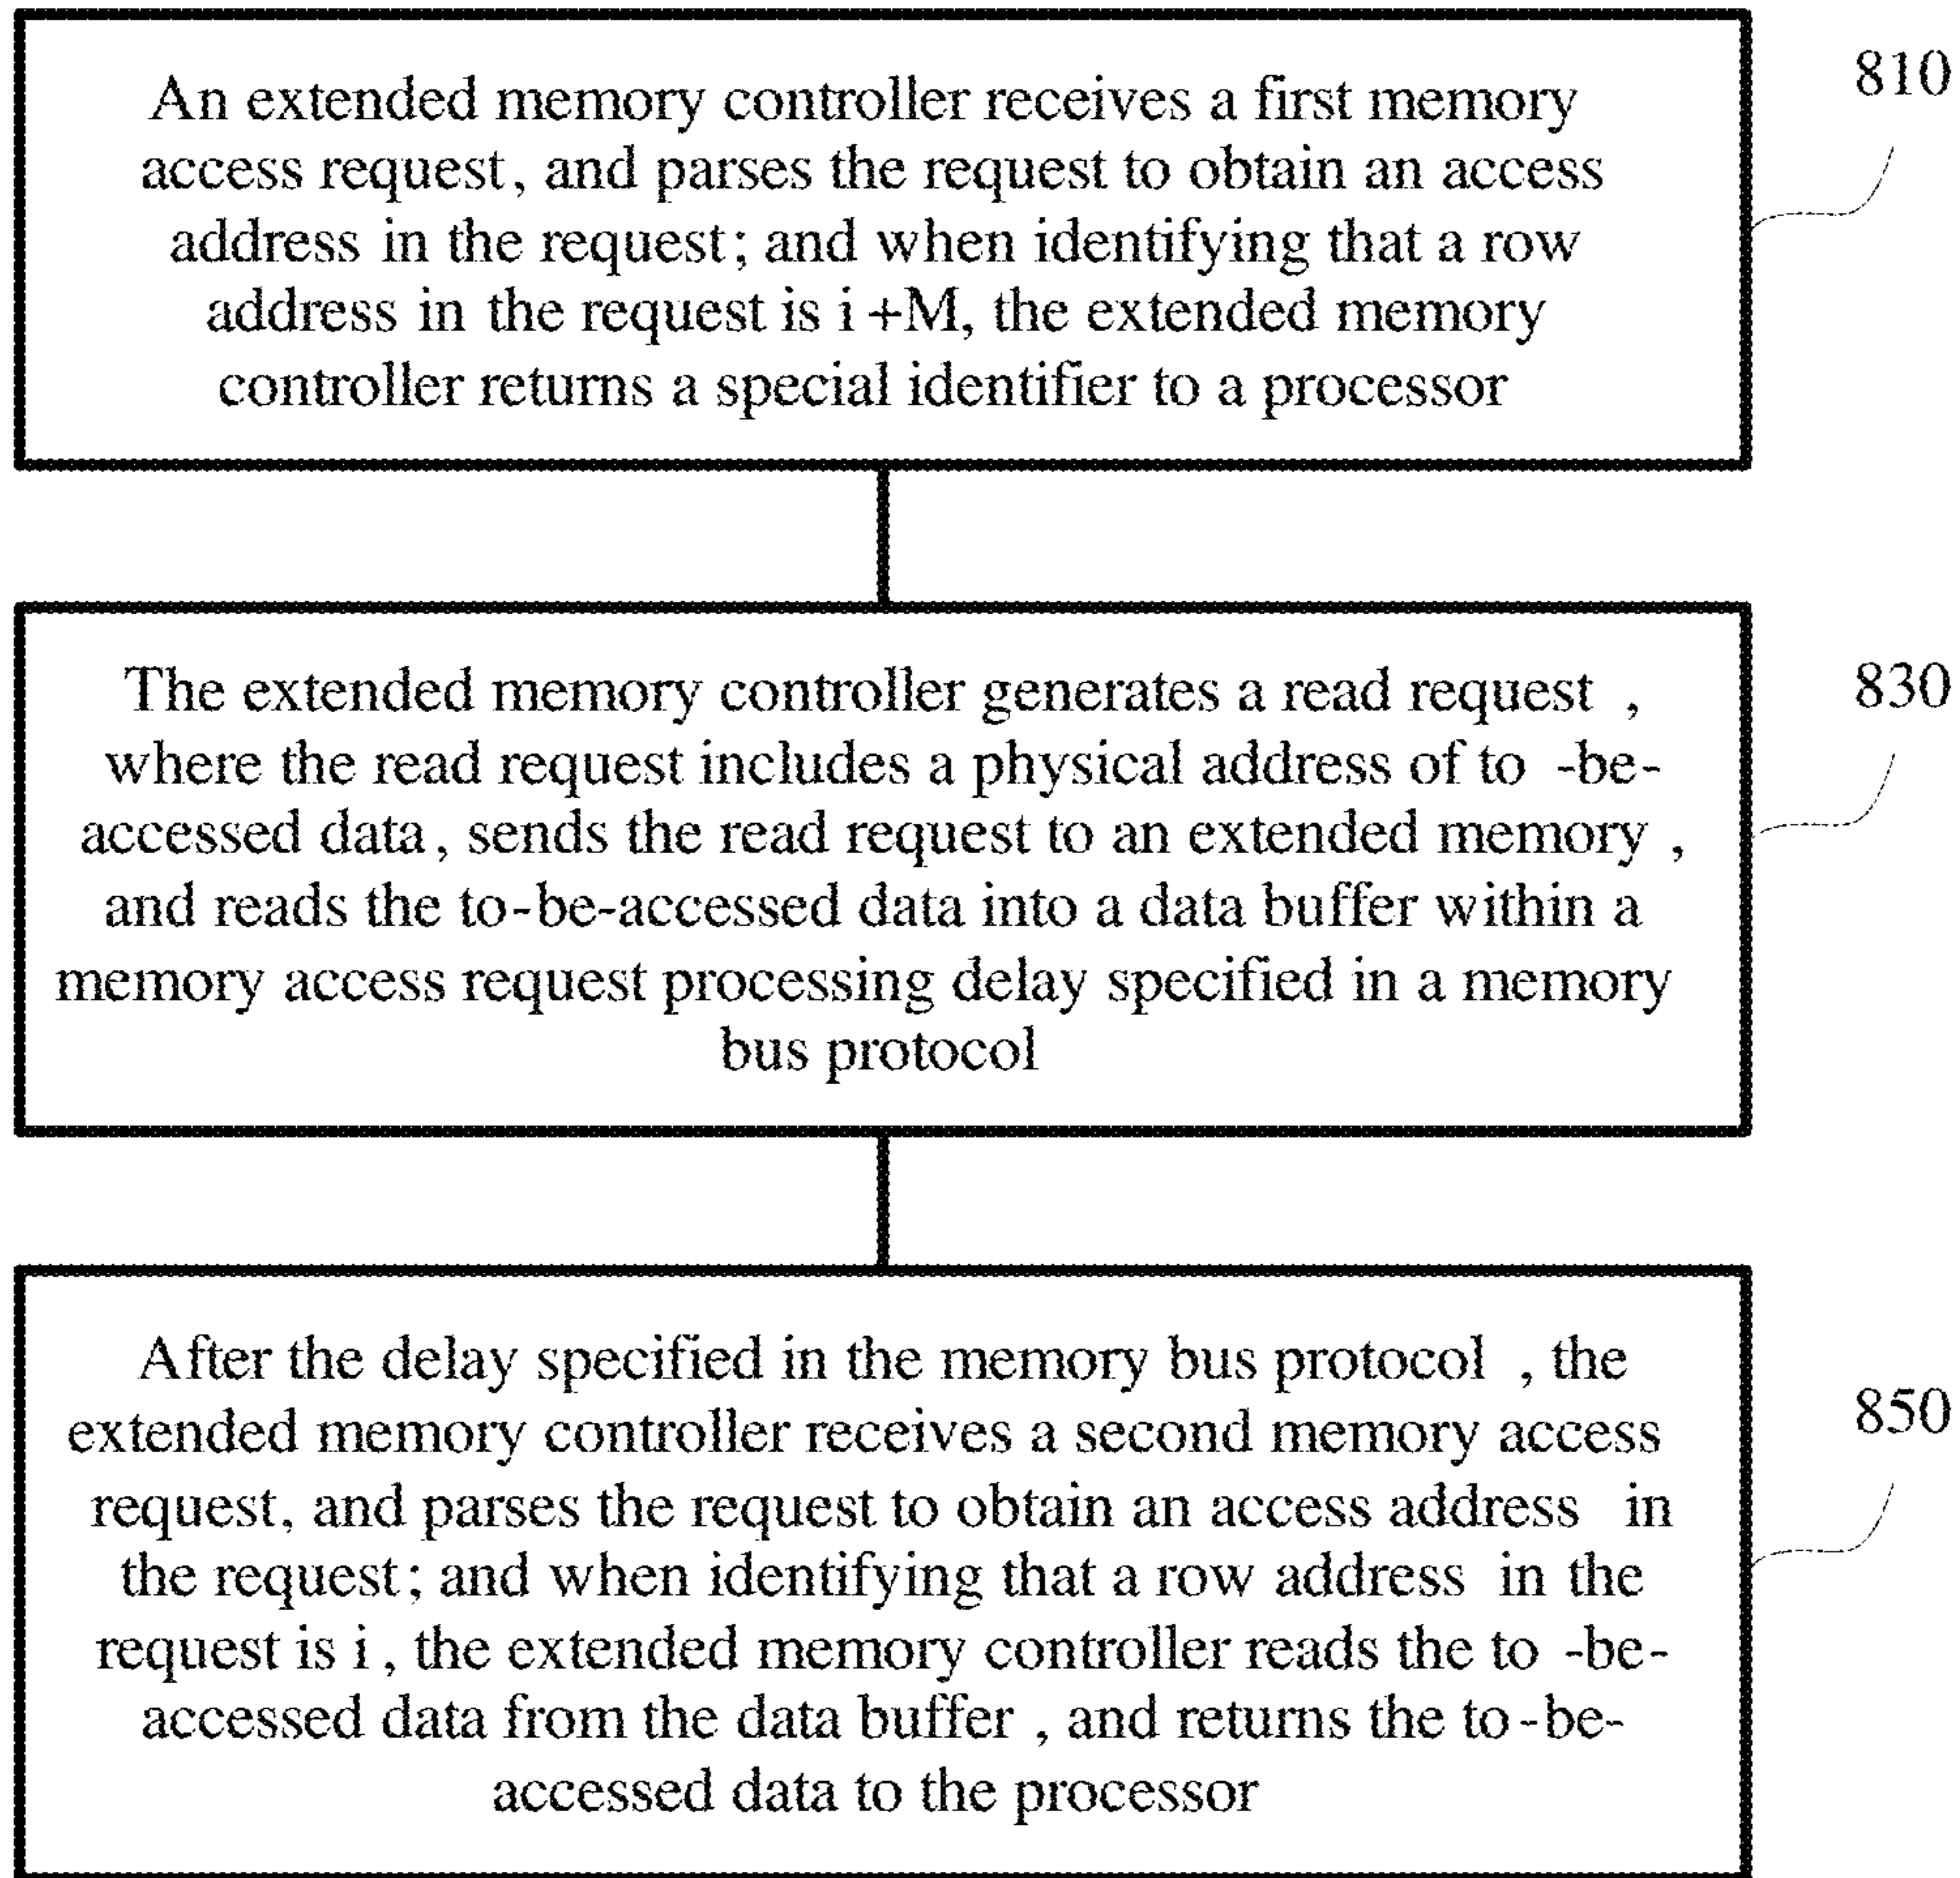 An extended memory controller receives a first memory
access request, and parses the request to obtain an access
address in the request; and when identifying that a row
address in the request is i+M, the extended memory
controller returns a special identifier to a processor
810
The extended memory controller generates a read request ,
where the read request includes a physical address of to -be-
accessed data, sends the read request to an extended memory ,
and reads the to-be-accessed data into a data buffer within a
memory access request processing delay specified in a memory
bus protocol
830
After the delay specified in the memory bus protocol , the
extended memory controller receives a second memory access
request, and parses the request to obtain an access address in
the request; and when identifying that a row address in the
request is i, the extended memory controller reads the to -be-
accessed data from the data buffer , and returns the to-be-
accessed data to the processor
850